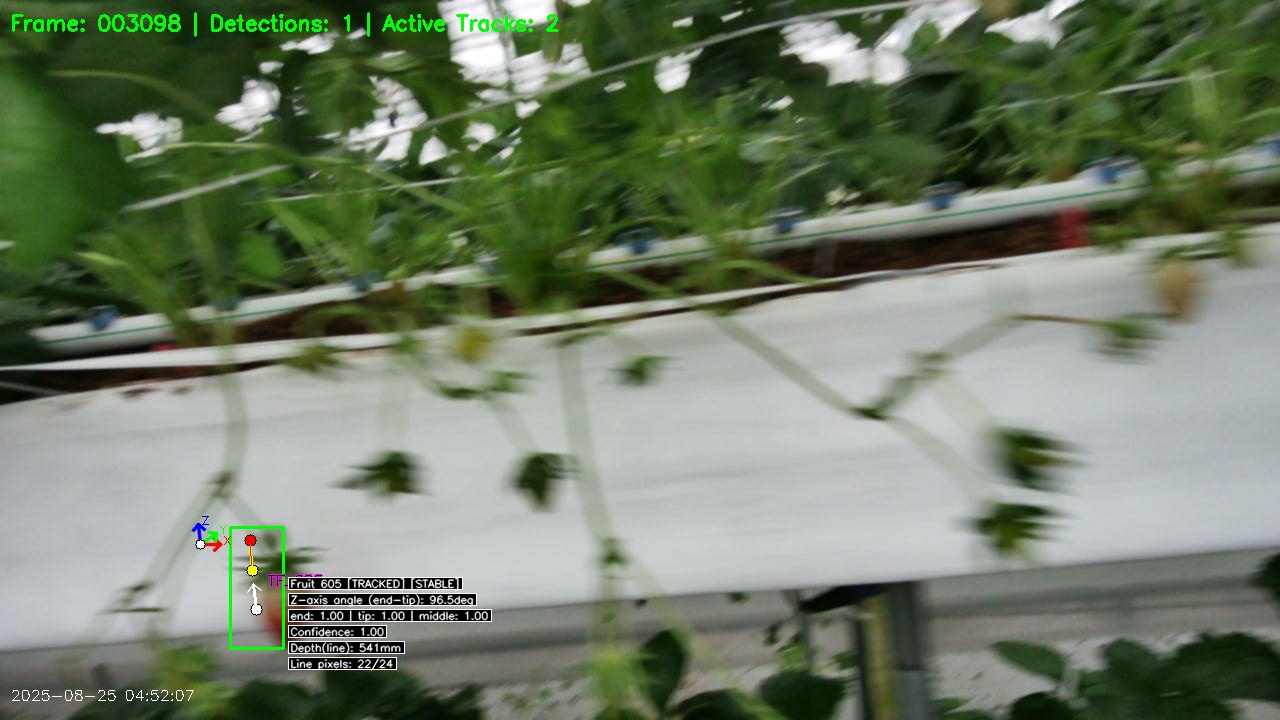 Frame: 003098 | Detections: 1 | Active Tracks: 2
Z
Y
X
Fruit 605 [TRACKED] [STABLE]
Z-axis angle (end-tip): 96.5deg
end: 1.00 | tip: 1.00 | middle: 1.00
Confidence: 1.00
Depth(line): 541mm
Line pixels: 22/24
2025-08-25 04:52:07